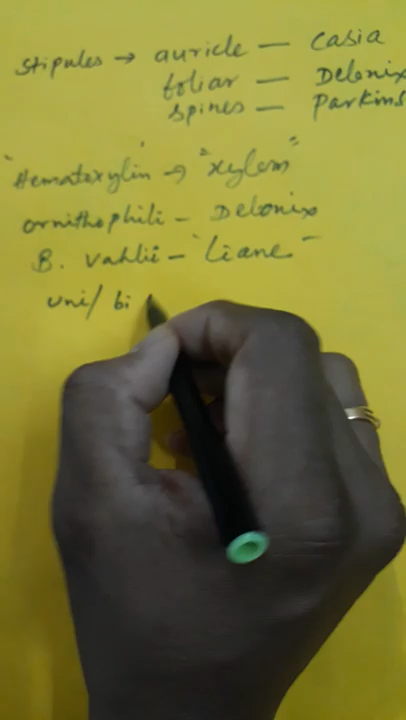 Stipules → auricle — Casia
foliar — Delonix
spines — Parkins
"Hematoxylin → "xylem"
ornithophili - Delonix
B. vahlii - "Liane"
uni/ bi